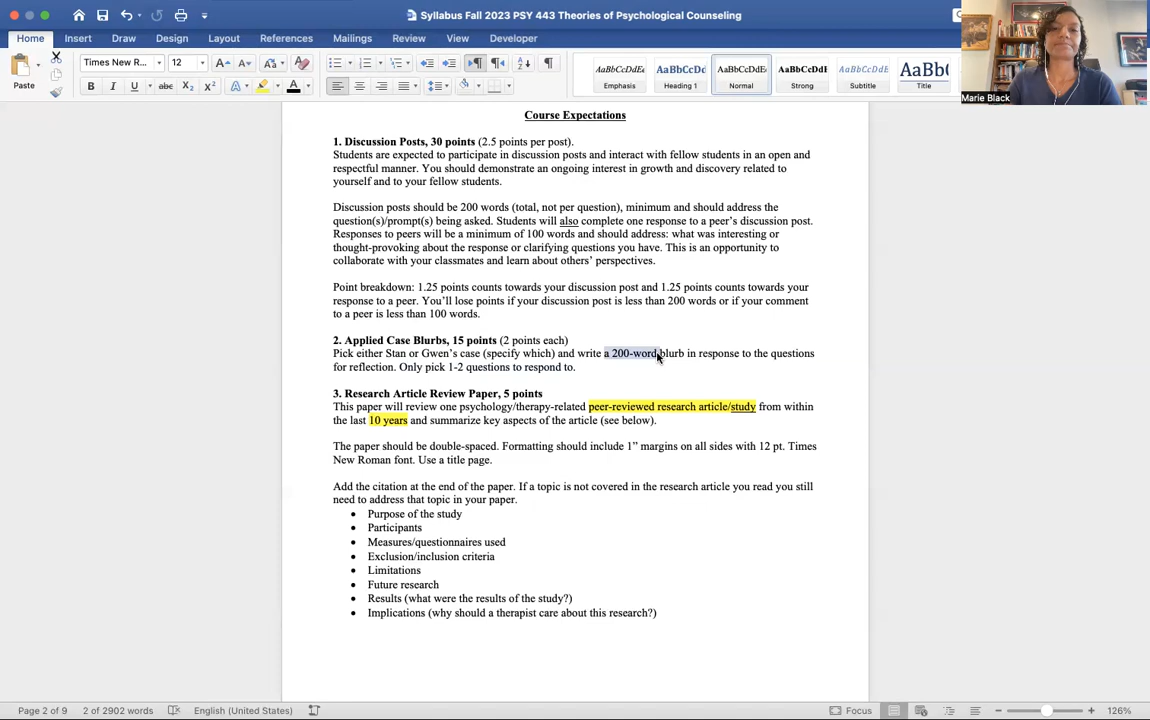 Syllabus Fall 2023 PSY 443 Theories of Psychological Counseling
Home Insert Draw Design Layout References Mailings Review View Developer
Paste
Times New R... 12
AaBbCcDdEe AaBbCcDc AaBbCcDdEe AaBbCcDdE AaBbCcDdEe AaBb(
Emphasis Heading 1 Normal Strong Subtitle Title
Marie Black
Course Expectations
1. Discussion Posts, 30 points (2.5 points per post).
Students are expected to participate in discussion posts and interact with fellow students in an open and
respectful manner. You should demonstrate an ongoing interest in growth and discovery related to
yourself and to your fellow students.
Discussion posts should be 200 words (total, not per question), minimum and should address the
question(s)/prompt(s) being asked. Students will also complete one response to a peer’s discussion post.
Responses to peers will be a minimum of 100 words and should address: what was interesting or
thought-provoking about the response or clarifying questions you have. This is an opportunity to
collaborate with your classmates and learn about others’ perspectives.
Point breakdown: 1.25 points counts towards your discussion post and 1.25 points counts towards your
response to a peer. You’ll lose points if your discussion post is less than 200 words or if your comment
to a peer is less than 100 words.
2. Applied Case Blurbs, 15 points (2 points each)
Pick either Stan or Gwen’s case (specify which) and write a 200-word blurb in response to the questions
for reflection. Only pick 1-2 questions to respond to.
3. Research Article Review Paper, 5 points
This paper will review one psychology/therapy-related peer-reviewed research article/study from within
the last 10 years and summarize key aspects of the article (see below).
The paper should be double-spaced. Formatting should include 1” margins on all sides with 12 pt. Times
New Roman font. Use a title page.
Add the citation at the end of the paper. If a topic is not covered in the research article you read you still
need to address that topic in your paper.
• Purpose of the study
• Participants
• Measures/questionnaires used
• Exclusion/inclusion criteria
• Limitations
• Future research
• Results (what were the results of the study?)
• Implications (why should a therapist care about this research?)
Page 2 of 9 2 of 2902 words English (United States) Focus 126%